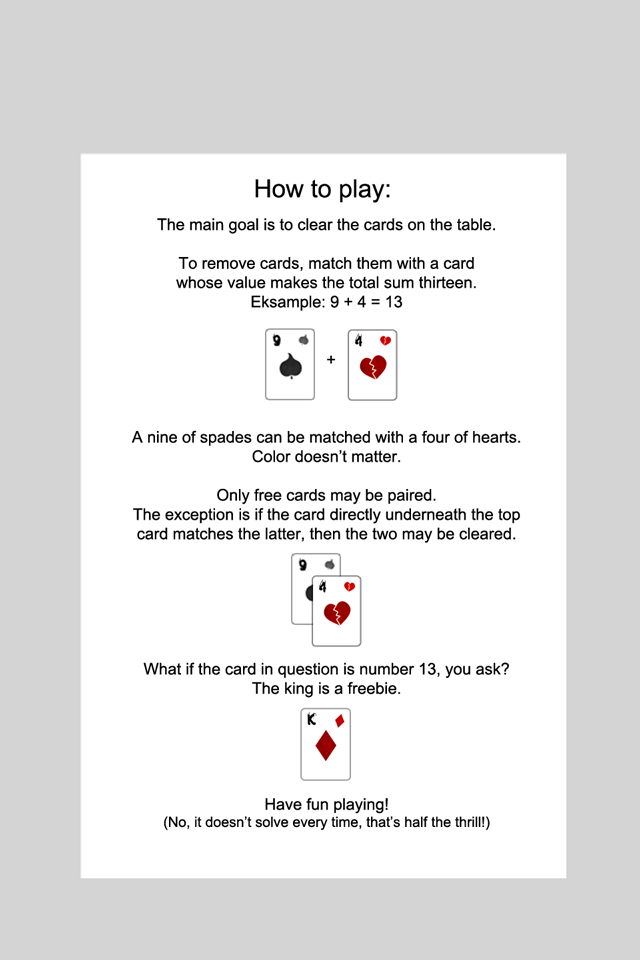 How to play:
The main goal is to clear the cards on the table.
To remove cards, match them with a card
whose value makes the total sum thirteen.
Eksample: 9 + 4 = 13
9 + 4
A nine of spades can be matched with a four of hearts.
Color doesn't matter.
Only free cards may be paired.
The exception is if the card directly underneath the top
card matches the latter, then the two may be cleared.
9
4
What if the card in question is number 13, you ask?
The king is a freebie.
K
Have fun playing!
(No, it doesn't solve every time, that's half the thrill!)